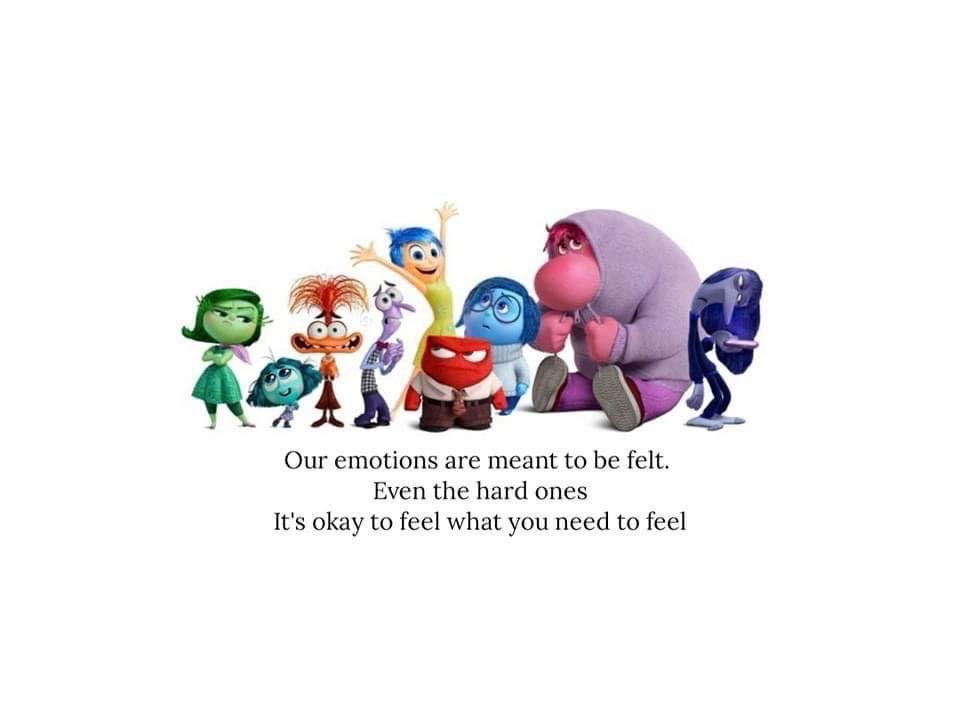 Our emotions are meant to be felt.
Even the hard ones
It's okay to feel what you need to feel